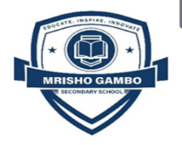 EDUCATE, INSPIRE, INNOVATE
MRISHO GAMBO
SECONDARY SCHOOL